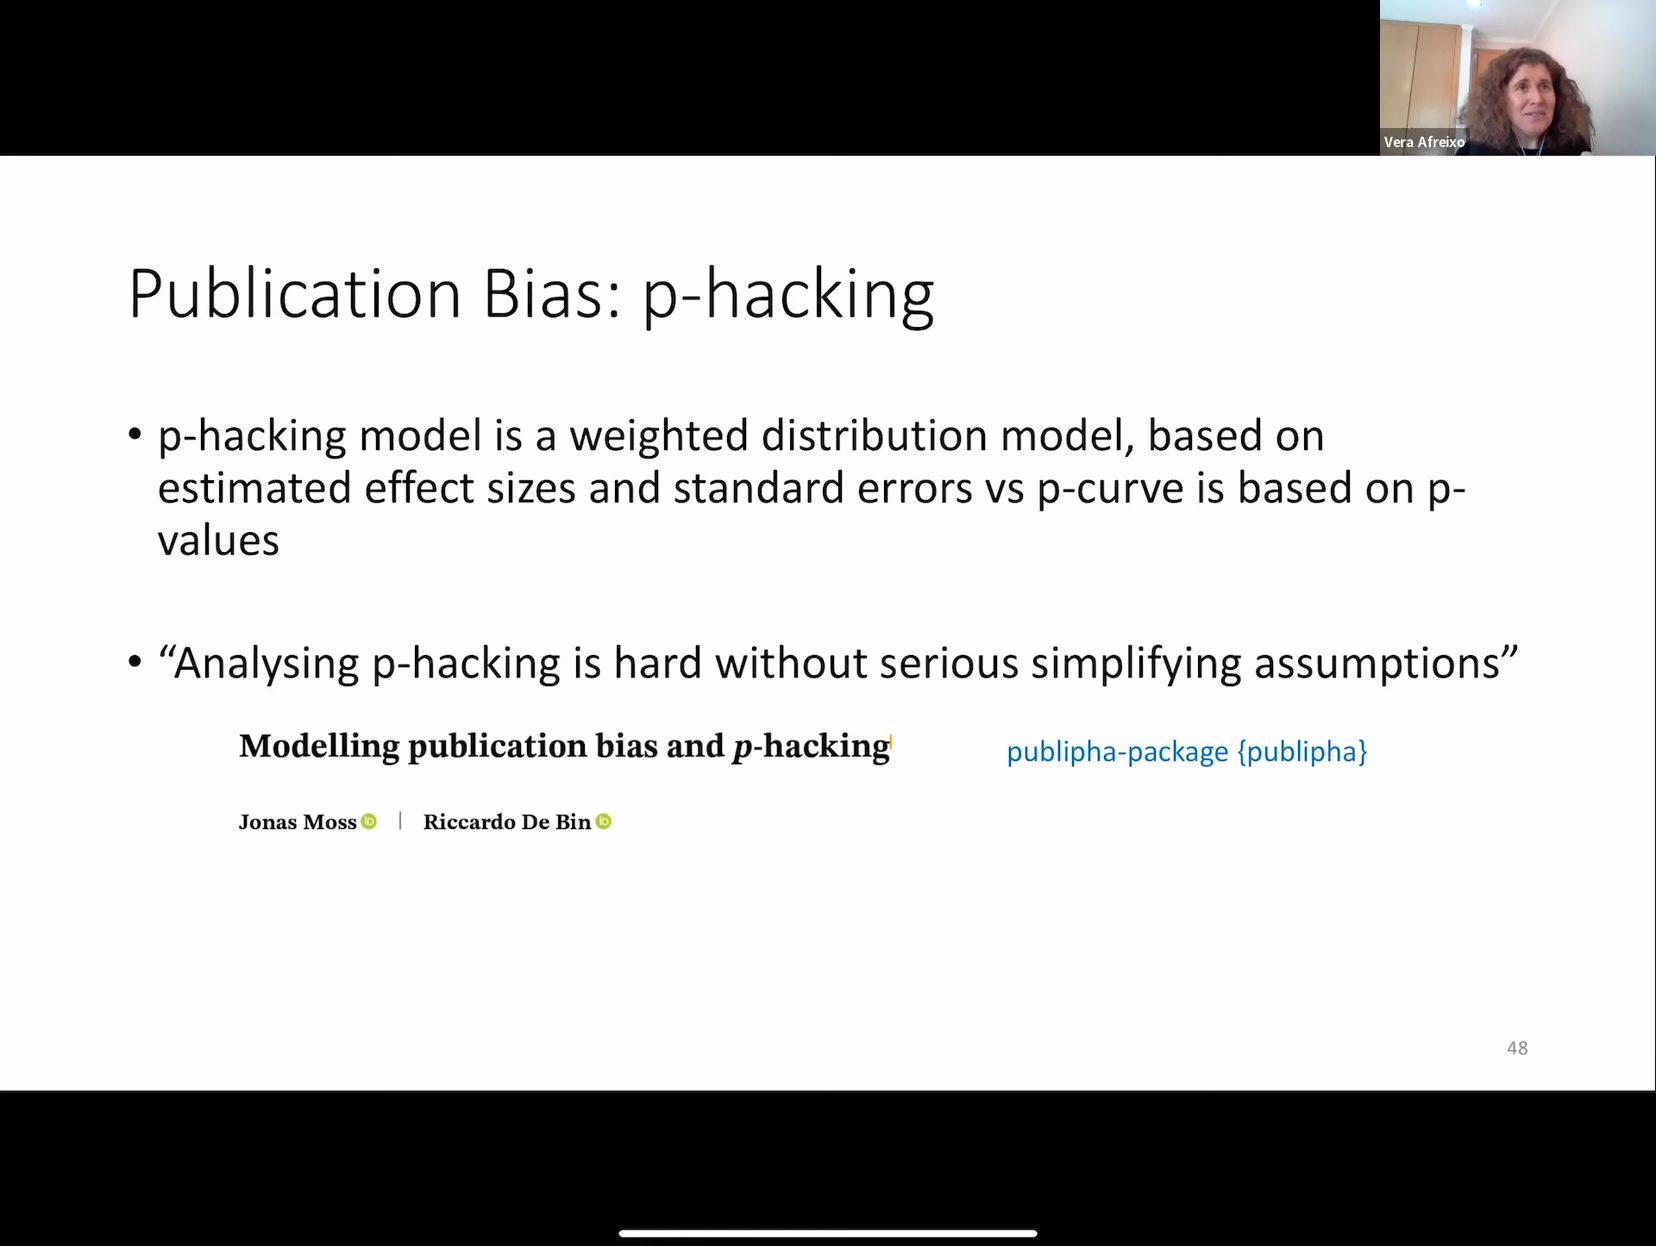 Vera Afreixo
Publication Bias: p-hacking
• p-hacking model is a weighted distribution model, based on
estimated effect sizes and standard errors vs p-curve is based on p-
values
• “Analysing p-hacking is hard without serious simplifying assumptions”
Modelling publication bias and p-hacking
publipha-package {publipha}
Jonas Moss iD | Riccardo De Bin iD
48